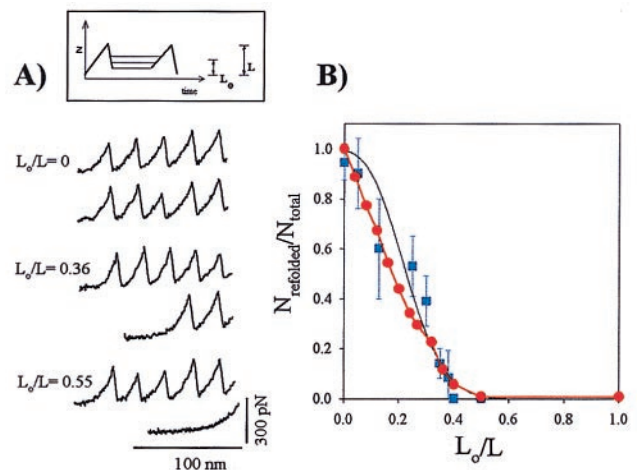 A)
z
time
L
L₀
B)
L₀/L= 0
L₀/L= 0.36
L₀/L= 0.55
300 pN
100 nm
N_refolded/N_total
1.0
0.8
0.6
0.4
0.2
0.0
0.0 0.2 0.4 0.6 0.8 1.0
L₀/L